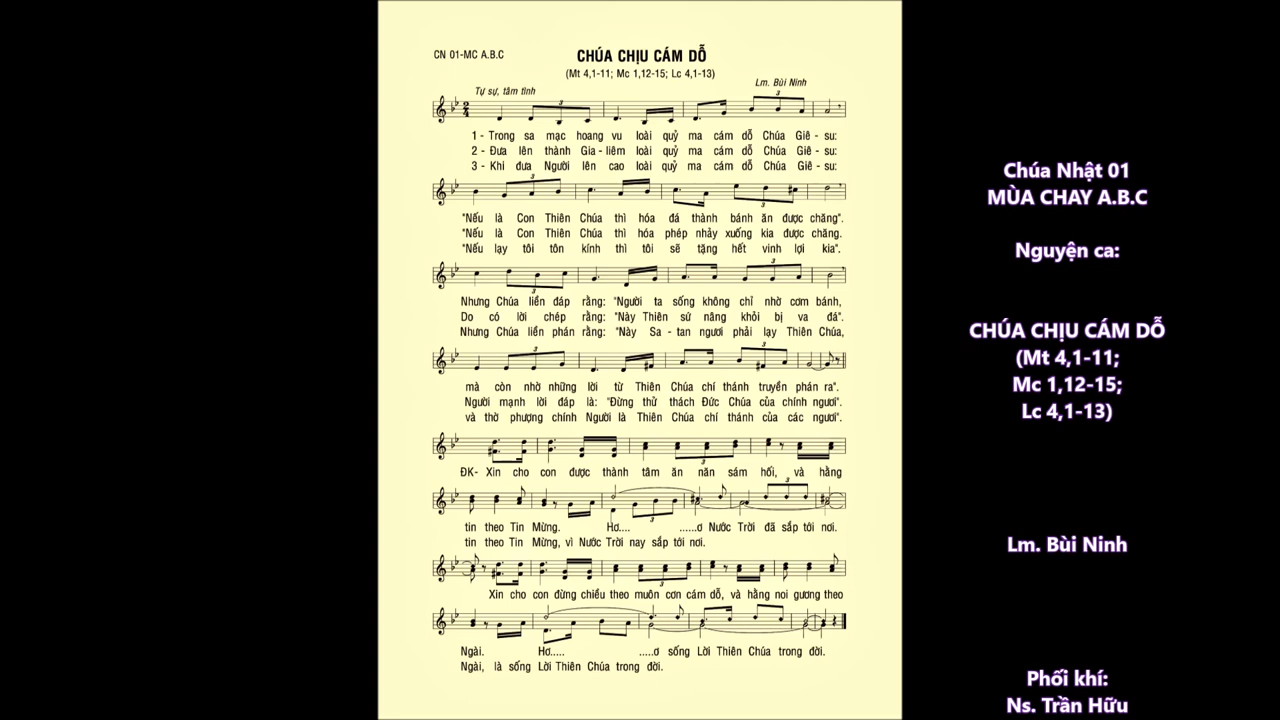 CN 01-MC A.B.C
CHÚA CHỊU CÁM DỖ
(Mt 4,1-11; Mc 1,12-15; Lc 4,1-13)
Lm. Bùi Ninh
Tự sự, tâm tình
1 - Trong sa mạc hoang vu loài quỷ ma cám dỗ Chúa Giê - su:
2 - Đưa lên thành Gia - liêm loài quỷ ma cám dỗ Chúa Giê - su:
3 - Khi đưa Người lên cao loài quỷ ma cám dỗ Chúa Giê - su:
"Nếu là Con Thiên Chúa thì hóa đá thành bánh ăn được chăng".
"Nếu là Con Thiên Chúa thì hóa phép nhảy xuống kia được chăng.
"Nếu lạy tôi tôn kính thì tôi sẽ tặng hết vinh lợi kia".
Nhưng Chúa liền đáp rằng: "Người ta sống không chỉ nhờ cơm bánh,
Do có lời chép rằng: "Này Thiên sứ nâng khỏi bị va đá".
Nhưng Chúa liền phán rằng: "Này Sa - tan ngươi phải lạy Thiên Chúa,
mà còn nhờ những lời từ Thiên Chúa chí thánh truyền phán ra".
Người mạnh lời đáp là: "Đừng thử thách Đức Chúa của chính ngươi".
và thờ phượng chính Người là Thiên Chúa chí thánh của các ngươi".
ĐK- Xin cho con được thành tâm ăn năn sám hối, và hằng
tin theo Tin Mừng. Hơ.... ......ơ Nước Trời đã sắp tới nơi.
tin theo Tin Mừng, vì Nước Trời nay sắp tới nơi.
Xin cho con đừng chiều theo muôn cơn cám dỗ, và hằng noi gương theo
Ngài. Hơ..... .....ơ sống Lời Thiên Chúa trong đời.
Ngài, là sống Lời Thiên Chúa trong đời.
Chúa Nhật 01
MÙA CHAY A.B.C
Nguyện ca:
CHÚA CHỊU CÁM DỖ
(Mt 4,1-11;
Mc 1,12-15;
Lc 4,1-13)
Lm. Bùi Ninh
Phối khí:
Ns. Trần Hữu